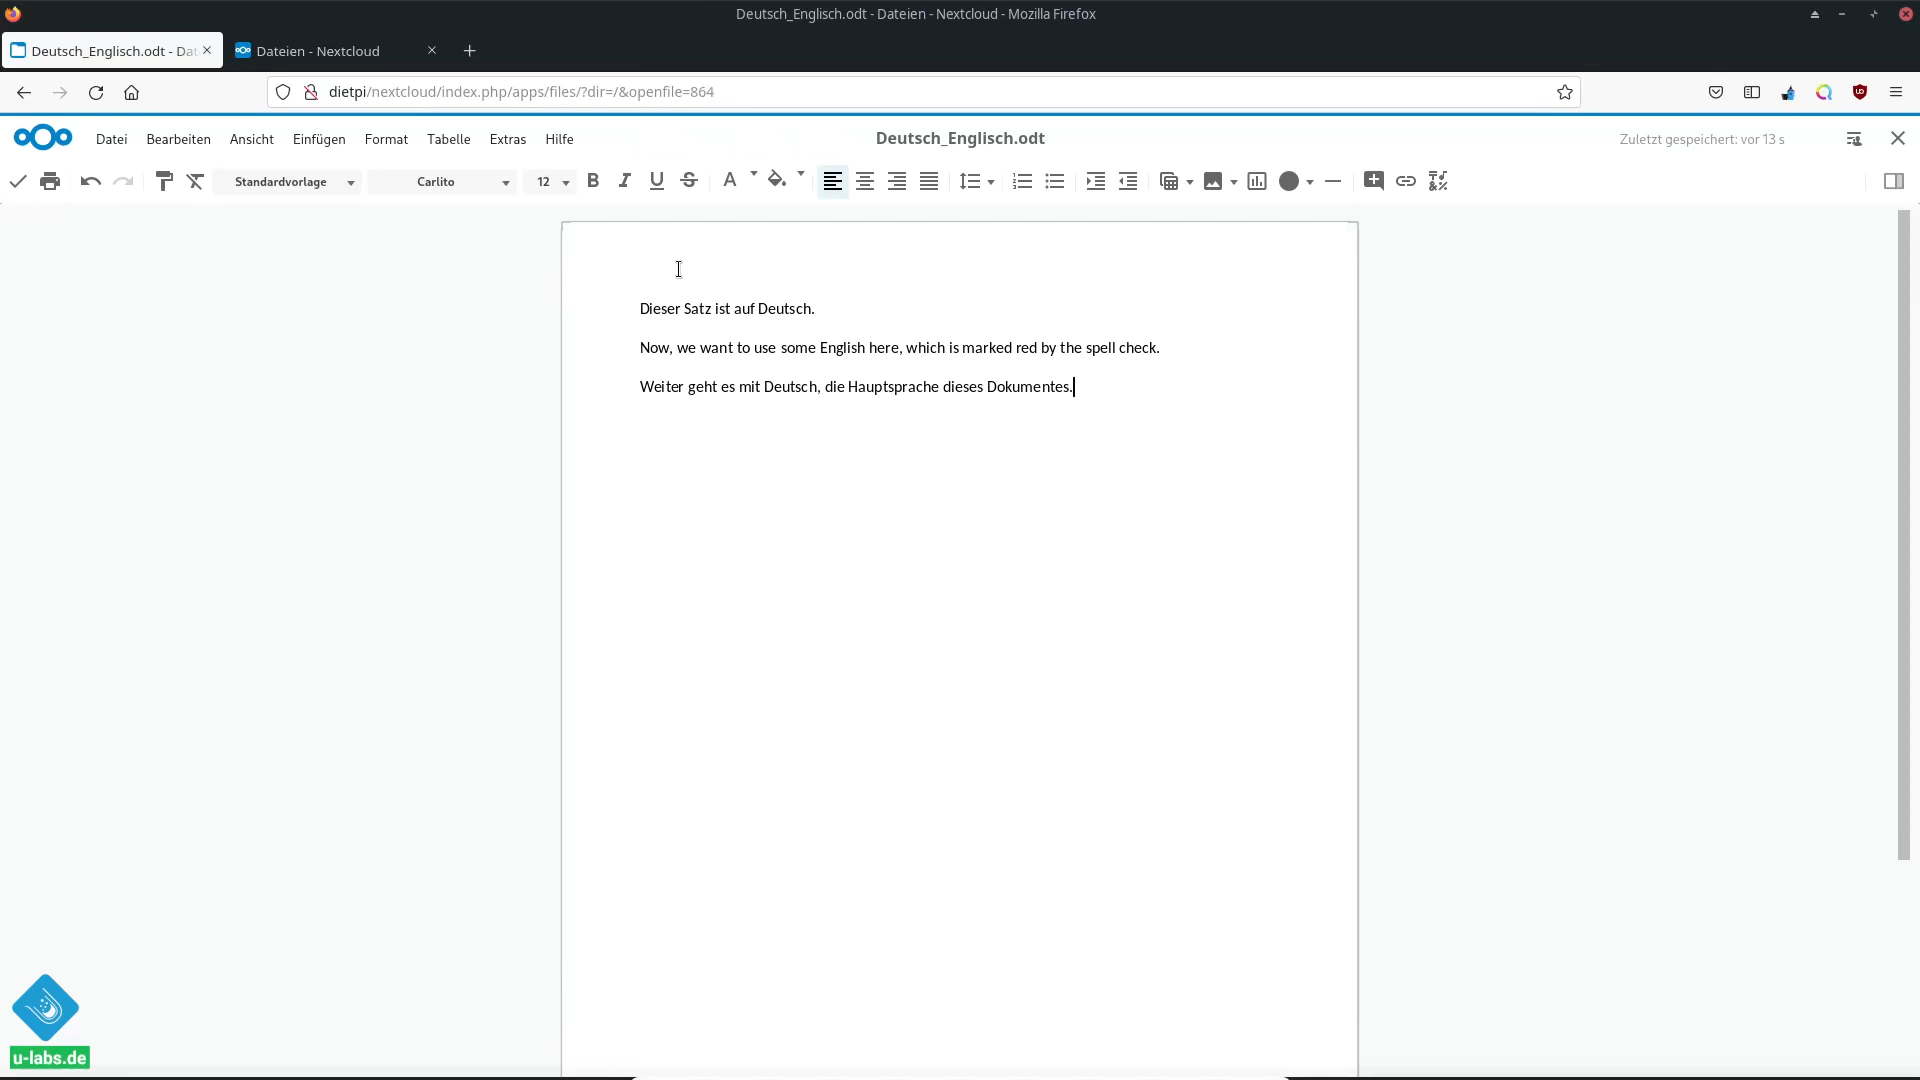 Deutsch_Englisch.odt - Dateien - Nextcloud - Mozilla Firefox
Deutsch_Englisch.odt - Dat
Dateien - Nextcloud
dietpi/nextcloud/index.php/apps/files/?dir=/&openfile=864
Datei Bearbeiten Ansicht Einfügen Format Tabelle Extras Hilfe Deutsch_Englisch.odt Zuletzt gespeichert: vor 13 s
Standardvorlage Carlito 12
Dieser Satz ist auf Deutsch.
Now, we want to use some English here, which is marked red by the spell check.
Weiter geht es mit Deutsch, die Hauptsprache dieses Dokumentes.
u-labs.de